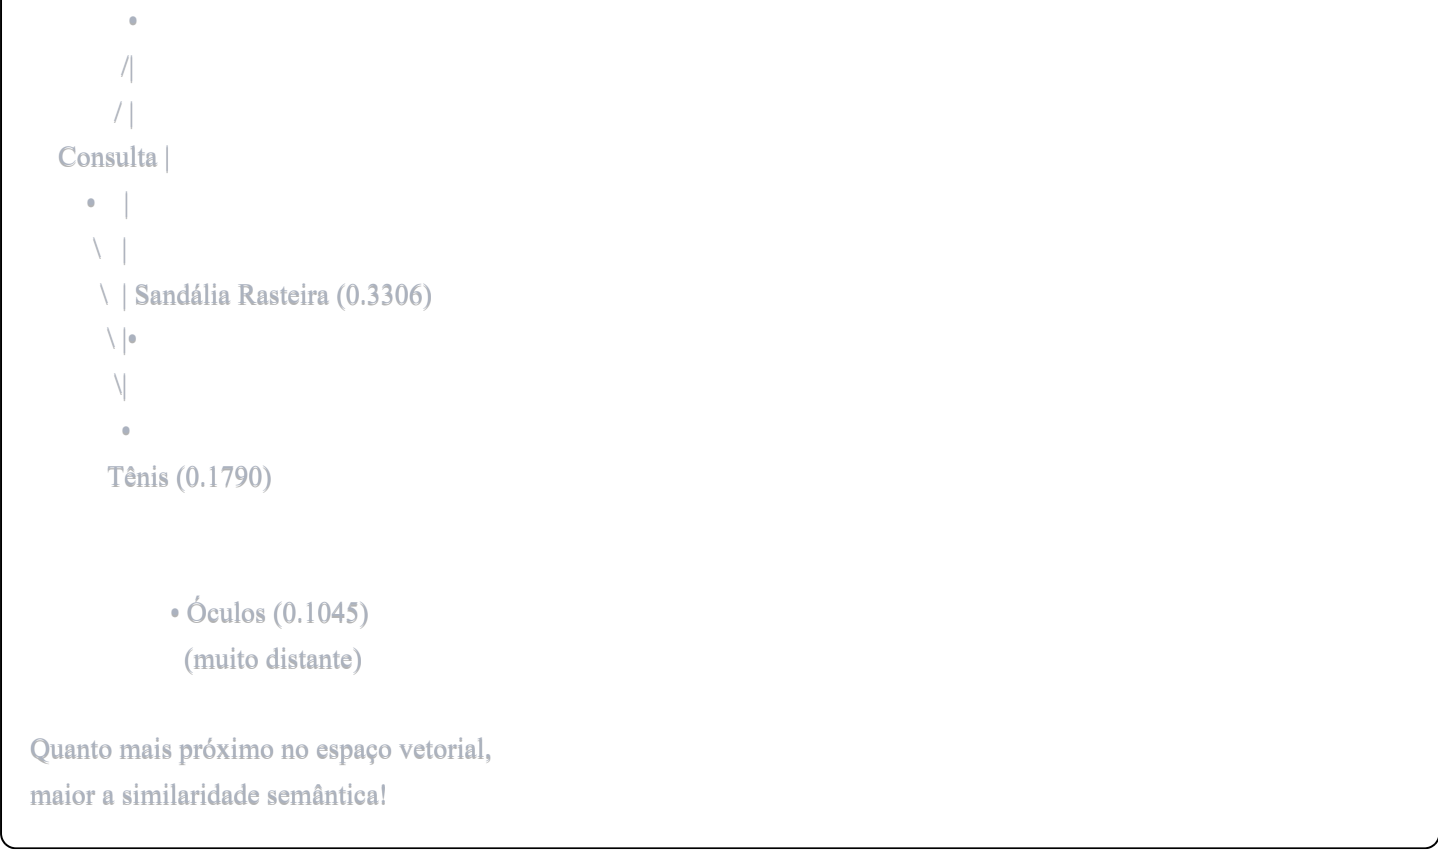 •
/|
/ |
Consulta |
• |
\ |
\ | Sandália Rasteira (0.3306)
\ |•
\|
•
Tênis (0.1790)
• Óculos (0.1045)
(muito distante)
Quanto mais próximo no espaço vetorial,
maior a similaridade semântica!